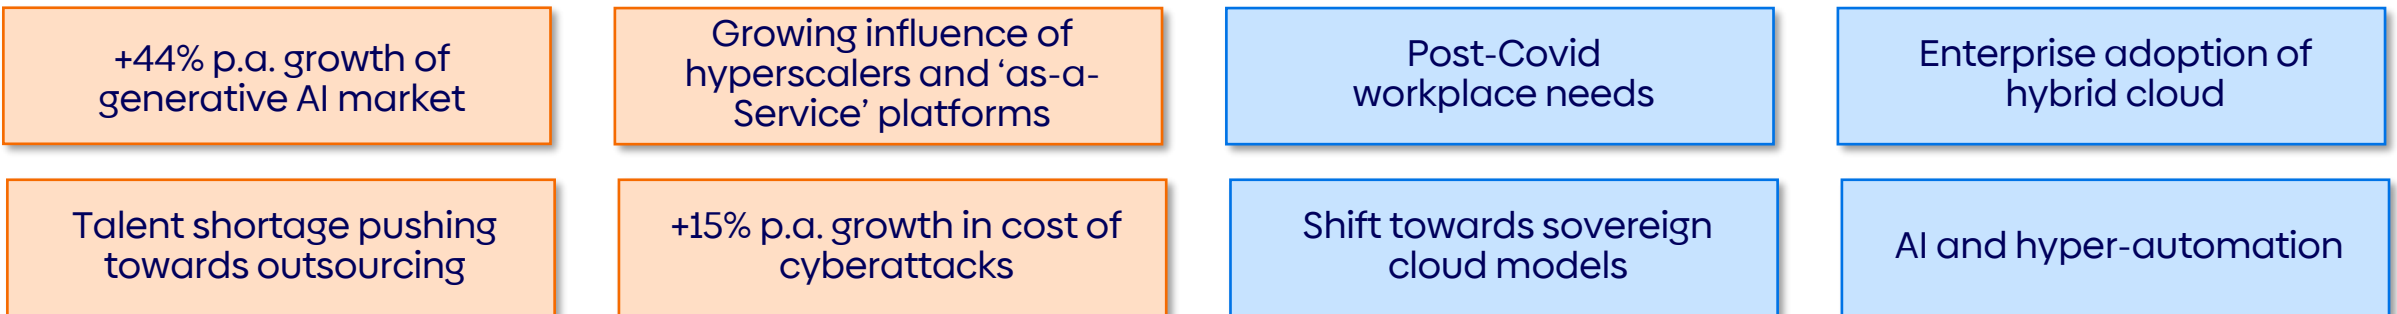 +44% p.a. growth of
generative AI market
Growing influence of
hyperscalers and ‘as-a-
Service’ platforms
Post-Covid
workplace needs
Enterprise adoption of
hybrid cloud
Talent shortage pushing
towards outsourcing
+15% p.a. growth in cost of
cyberattacks
Shift towards sovereign
cloud models
AI and hyper-automation